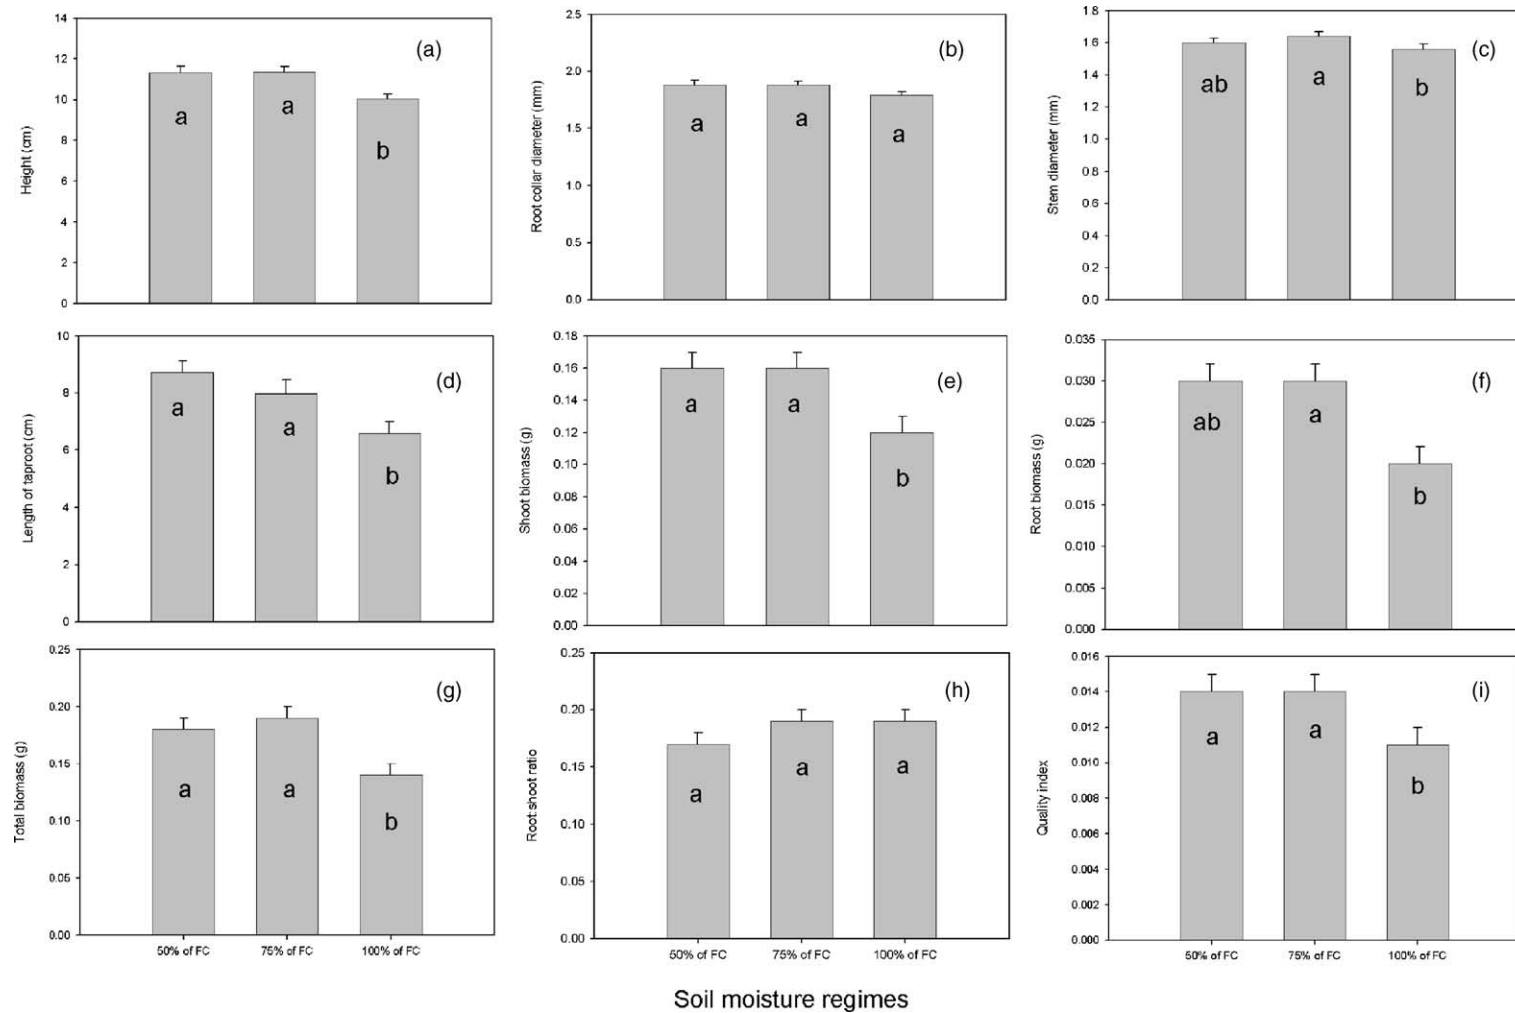 Height (cm)
14
12
10
8
6
4
2
0
(a)
a
a
b
Root collar diameter (mm)
2.5
2.0
1.5
1.0
0.5
0.0
(b)
a
a
a
Stem diameter (mm)
1.8
1.6
1.4
1.2
1.0
0.8
0.6
0.4
0.2
0.0
(c)
ab
a
b
Length of taproot (cm)
10
8
6
4
2
0
(d)
a
a
b
Shoot biomass (g)
0.18
0.16
0.14
0.12
0.10
0.08
0.06
0.04
0.02
0.00
(e)
a
a
b
Root biomass (g)
0.035
0.030
0.025
0.020
0.015
0.010
0.005
0.000
(f)
ab
a
b
Total biomass (g)
0.25
0.20
0.15
0.10
0.05
0.00
(g)
a
a
b
50% of FC
75% of FC
100% of FC
Root shoot ratio
0.25
0.20
0.15
0.10
0.05
0.00
(h)
a
a
a
50% of FC
75% of FC
100% of FC
Quality index
0.016
0.014
0.012
0.010
0.008
0.006
0.004
0.002
0.000
(i)
a
a
b
50% of FC
75% of FC
100% of FC
Soil moisture regimes